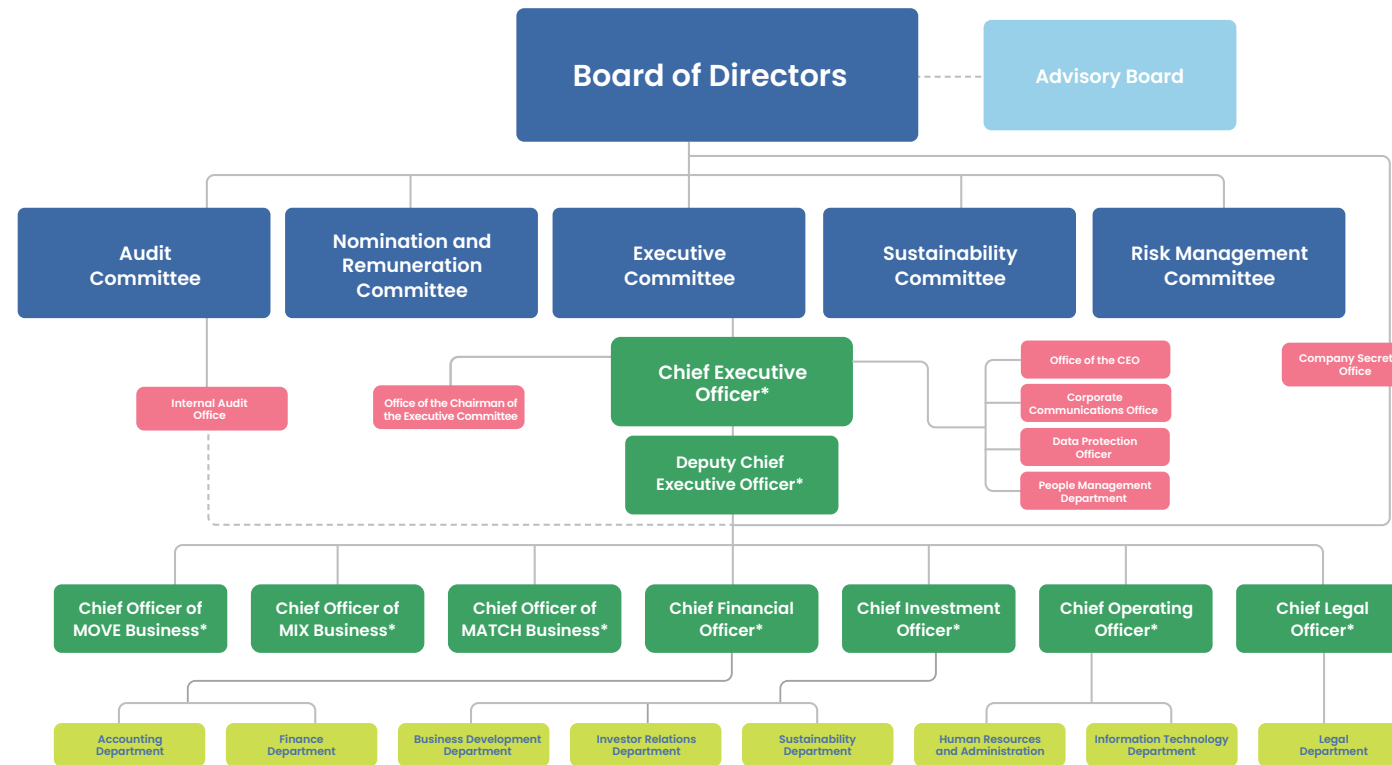 Board of Directors
Advisory Board
Audit
Committee
Nomination and
Remuneration
Committee
Executive
Committee
Sustainability
Committee
Risk Management
Committee
Chief Executive
Officer*
Office of the CEO
Corporate
Communications Office
Data Protection
Officer
People Management
Department
Company
Office
Internal Audit
Office
Office of the Chairman of
the Executive Committee
Deputy Chief
Executive Officer*
Chief Officer of
MOVE Business*
Chief Officer of
MIX Business*
Chief Officer of
MATCH Business*
Chief Financial
Officer*
Chief Investment
Officer*
Chief Operating
Officer*
Chief Legal
Officer*
Accounting
Department
Finance
Department
Business Development
Department
Investor Relations
Department
Sustainability
Department
Human Resources
and Administration
Information Technology
Department
Legal
Department